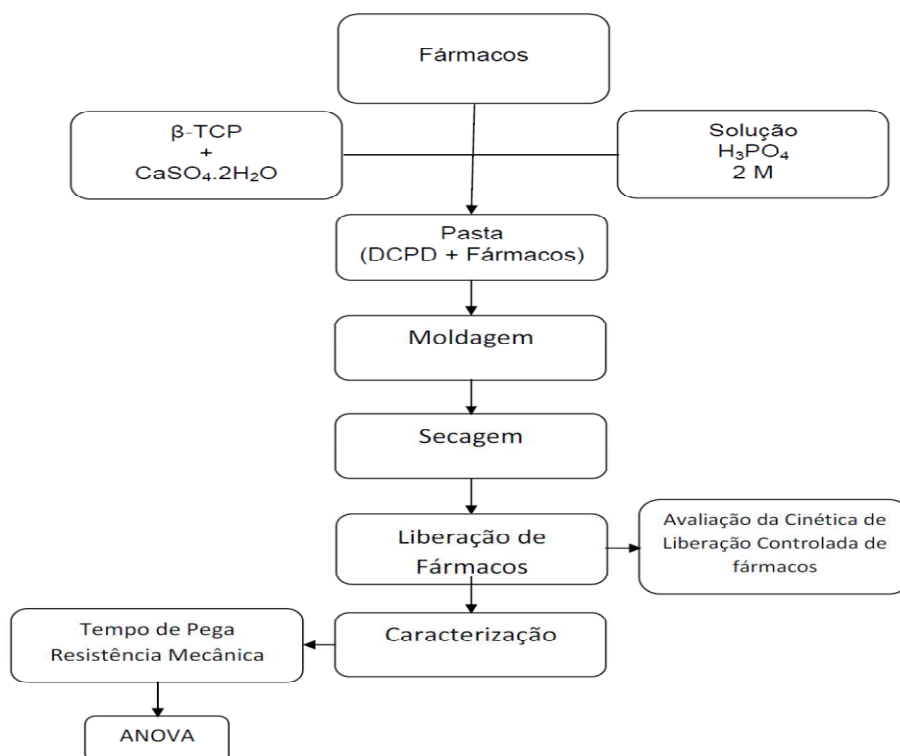 Fármacos
β-TCP
+
CaSO₄.2H₂O
Solução
H₃PO₄
2 M
Pasta
(DCPD + Fármacos)
Moldagem
Secagem
Liberação de
Fármacos
Avaliação da Cinética de
Liberação Controlada de
fármacos
Caracterização
Tempo de Pega
Resistência Mecânica
ANOVA